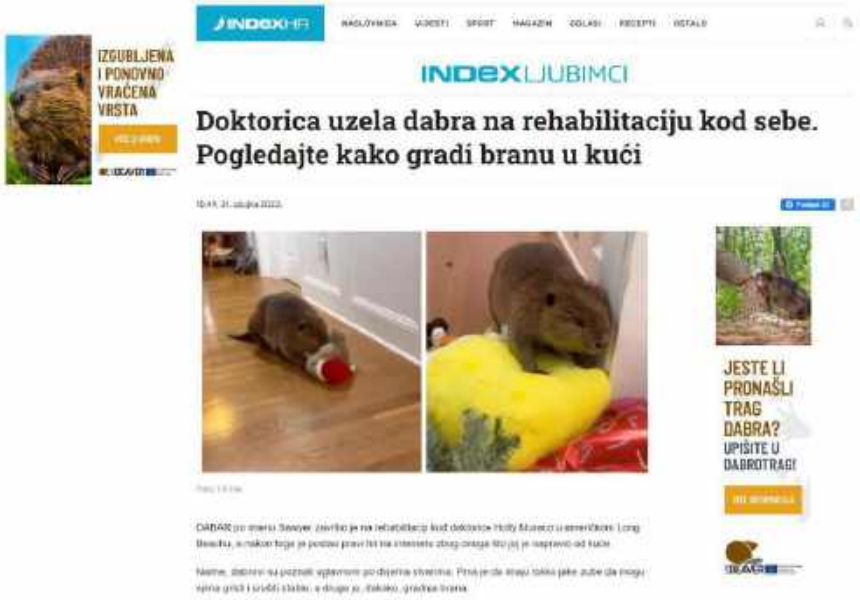 INDEXHR
NASLOVNICA VIJESTI SPORT MAGAZIN OGLASI RECEPTI OSTALO
IZGUBLJENA
I PONOVNO
VRAĆENA
VRSTA
INDEXLJUBIMCI
Doktorica uzela dabra na rehabilitaciju kod sebe.
Pogledajte kako gradi branu u kući
JESTE LI
PRONAŠLI
TRAG
DABRA?
UPIŠITE U
DABROTRAG!
DABAR po imenu Sawyer završio je na rehabilitaciji kod doktorice Holly Muraco u američkom Long
Beachu, a nakon toga je postao pravi hit na internetu zbog onoga što joj je napravio od kuće.
Naime, dabrovi su poznati uglavnom po dvjema stvarima. Prva je da imaju toliko jake zube da mogu
njima gristi i srušiti stablo, a druga je, dakako, gradnja brana.